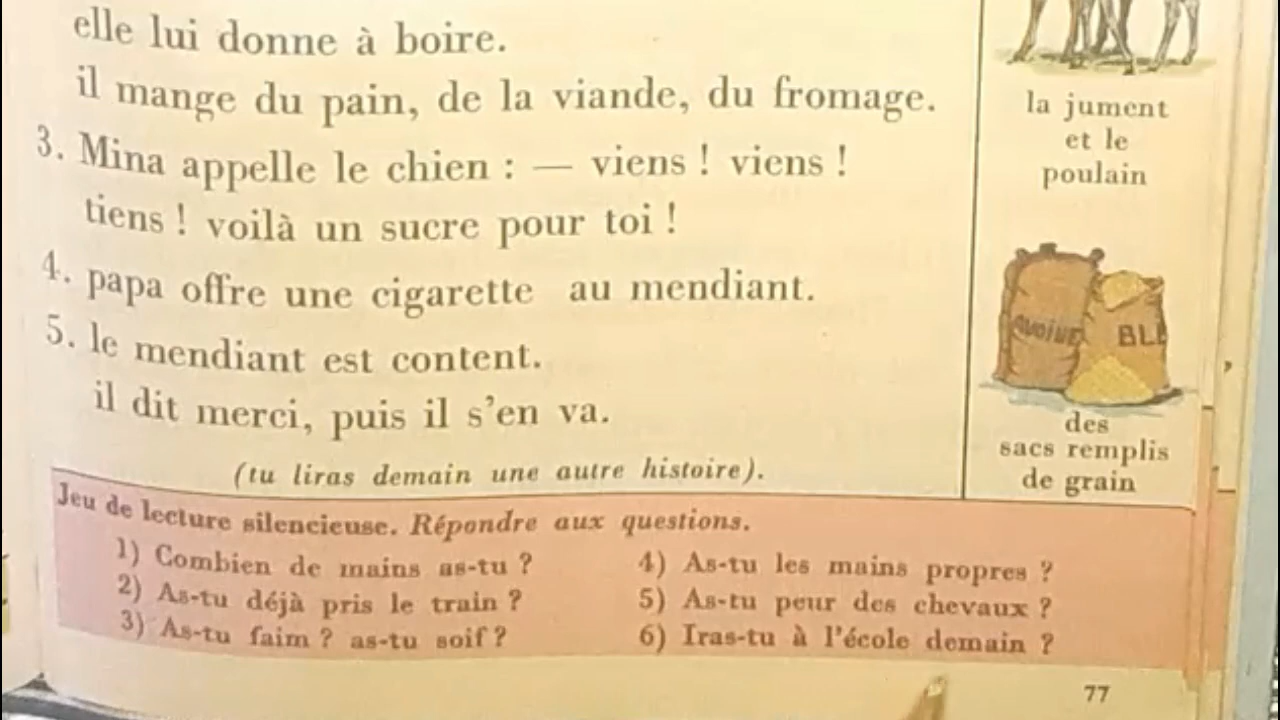 elle lui donne à boire.
il mange du pain, de la viande, du fromage.
3. Mina appelle le chien : — viens ! viens !
tiens ! voilà un sucre pour toi !
4. papa offre une cigarette au mendiant.
5. le mendiant est content.
il dit merci, puis il s'en va.
(tu liras demain une autre histoire).
la jument
et le
poulain
AVOINE
BLE
des
sacs remplis
de grain
Jeu de lecture silencieuse. Répondre aux questions.
1) Combien de mains as-tu ?
2) As-tu déjà pris le train ?
3) As-tu faim ? as-tu soif ?
4) As-tu les mains propres ?
5) As-tu peur des chevaux ?
6) Iras-tu à l'école demain ?
77